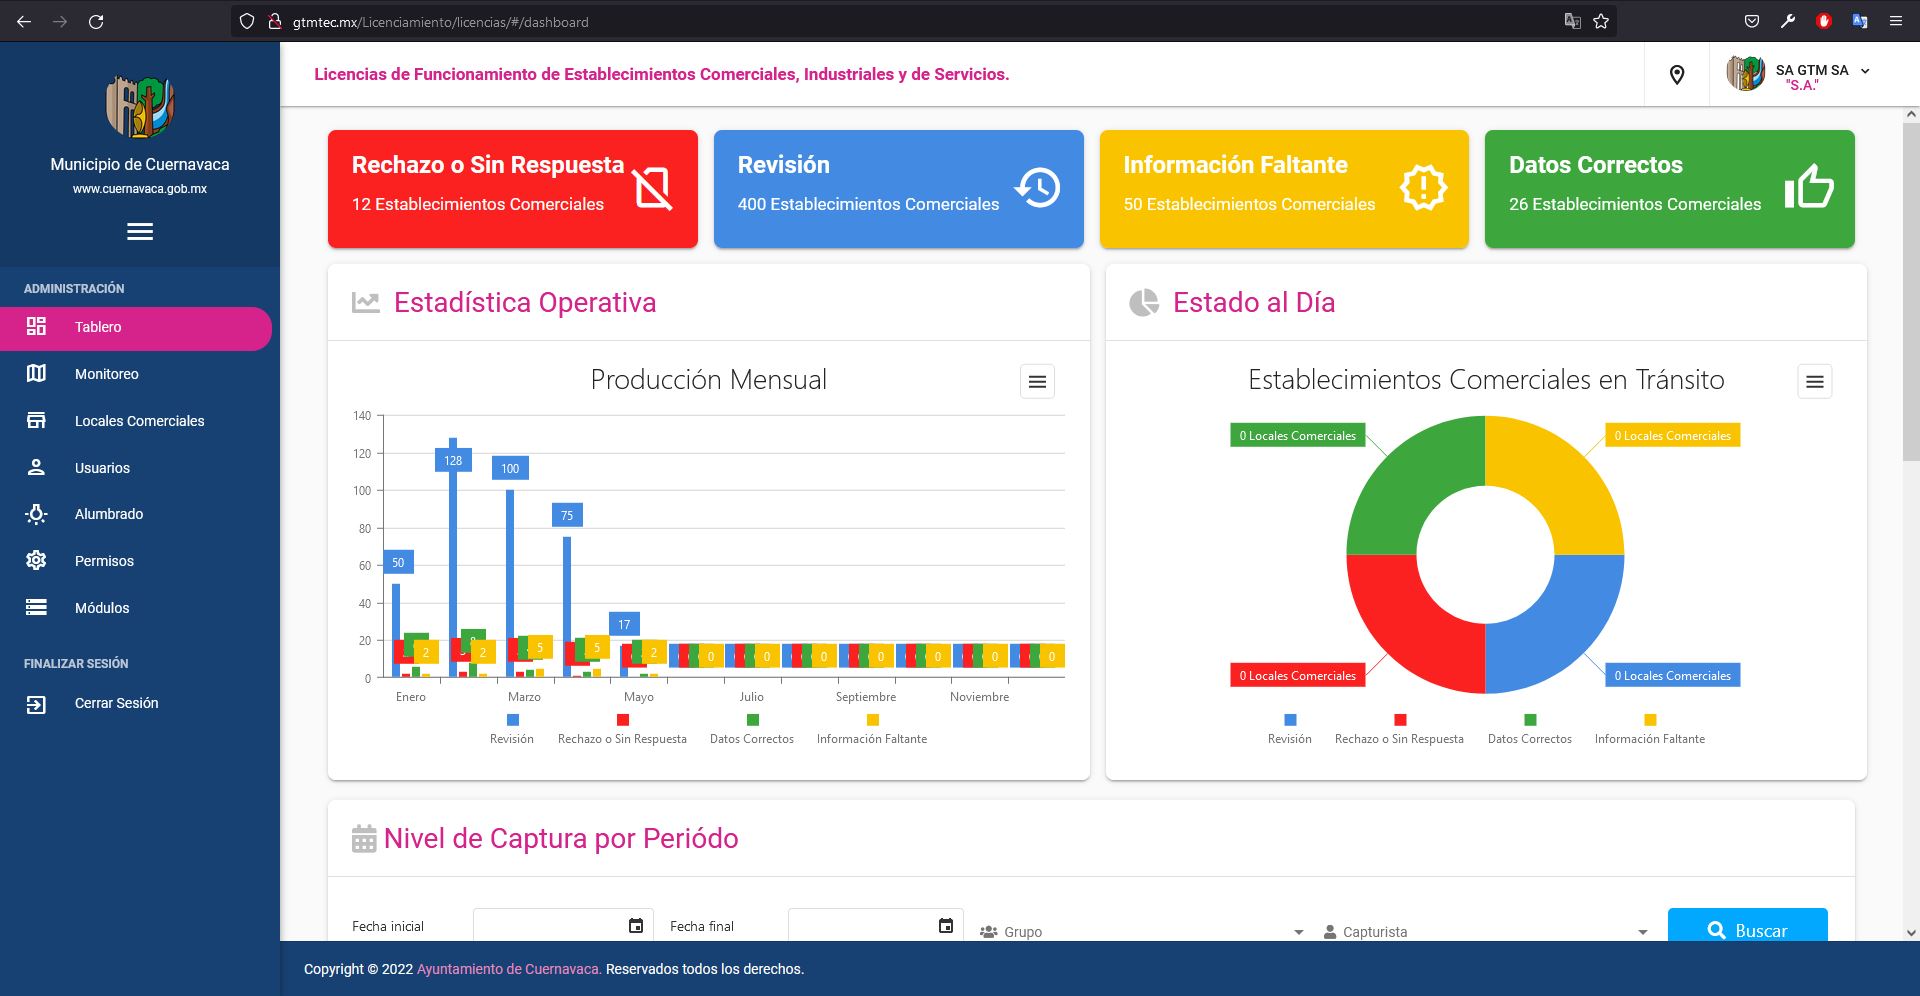 gtmtec.mx/Licenciamiento/licencias/#/dashboard
Licencias de Funcionamiento de Establecimientos Comerciales, Industriales y de Servicios.
SA GTM SA
"S.A."
Municipio de Cuernavaca
www.cuernavaca.gob.mx
ADMINISTRACIÓN
Tablero
Monitoreo
Locales Comerciales
Usuarios
Alumbrado
Permisos
Módulos
FINALIZAR SESIÓN
Cerrar Sesión
Rechazo o Sin Respuesta
12 Establecimientos Comerciales
Revisión
400 Establecimientos Comerciales
Información Faltante
50 Establecimientos Comerciales
Datos Correctos
26 Establecimientos Comerciales
Estadística Operativa
Producción Mensual
140
120
100
80
60
40
20
0
50
128
100
75
17
2
2
5
5
2
0
0
0
0
0
0
0
Enero
Marzo
Mayo
Julio
Septiembre
Noviembre
Revisión
Rechazo o Sin Respuesta
Datos Correctos
Información Faltante
Estado al Día
Establecimientos Comerciales en Tránsito
0 Locales Comerciales
0 Locales Comerciales
0 Locales Comerciales
0 Locales Comerciales
Revisión
Rechazo o Sin Respuesta
Datos Correctos
Información Faltante
Nivel de Captura por Periódo
Fecha inicial
Fecha final
Grupo
Capturista
Buscar
Copyright © 2022 Ayuntamiento de Cuernavaca. Reservados todos los derechos.